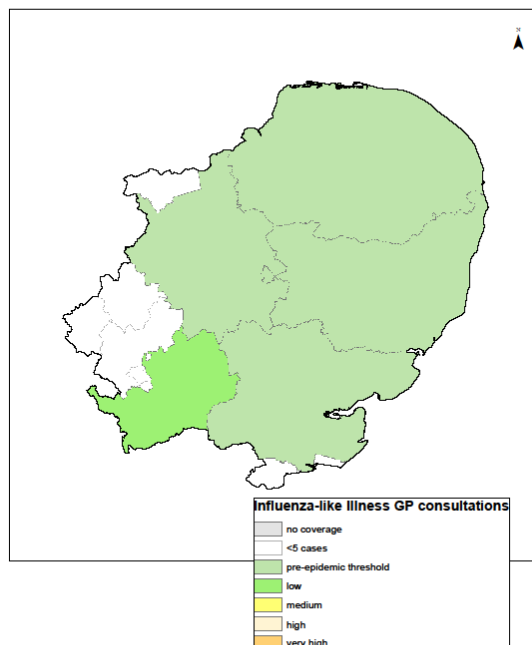 N
Influenza-like Illness GP consultations
no coverage
<5 cases
pre-epidemic threshold
low
medium
high
very high